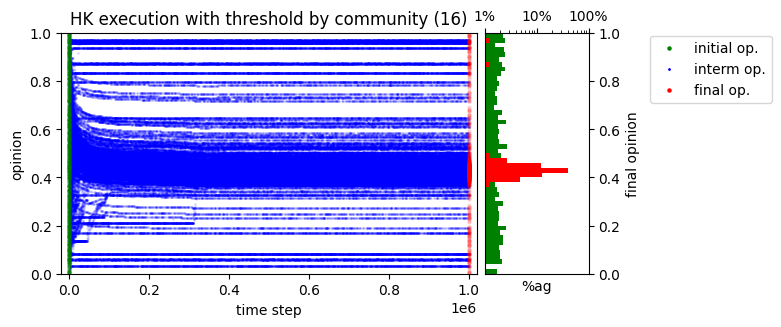 HK execution with threshold by community (16)
1% 10% 100%
1.0
0.8
0.6
0.4
0.2
0.0
opinion
0.0 0.2 0.4 0.6 0.8 1.0
1e6
time step
1.0
0.8
0.6
0.4
0.2
0.0
final opinion
%ag
initial op.
interm op.
final op.